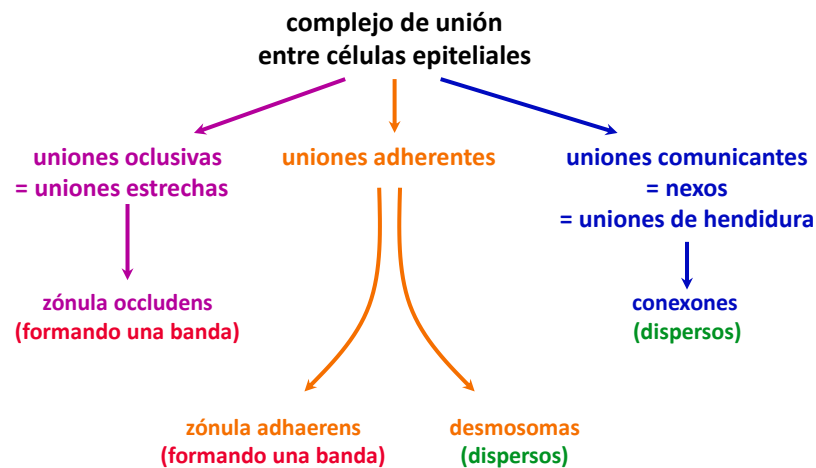 complejo de unión
entre células epiteliales
uniones oclusivas
= uniones estrechas
uniones adherentes
uniones comunicantes
= nexos
= uniones de hendidura
zónula occludens
(formando una banda)
conexones
(dispersos)
zónula adhaerens
(formando una banda)
desmosomas
(dispersos)